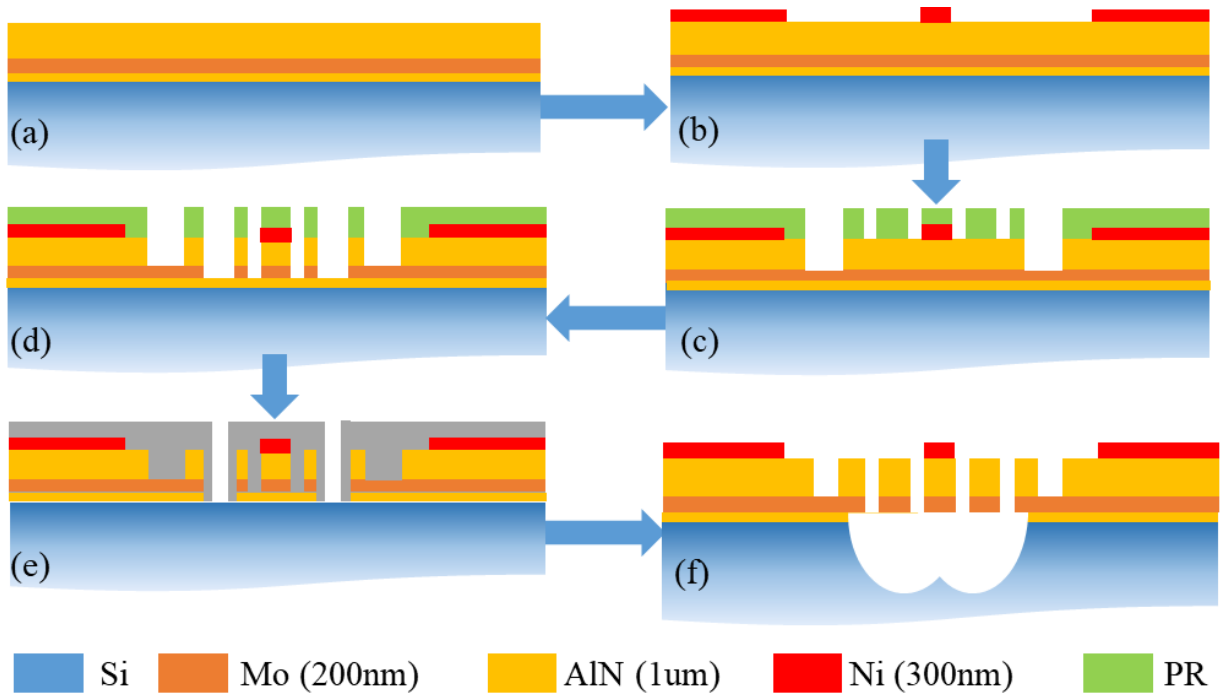 (a)
(b)
(d)
(c)
(e)
(f)
Si
Mo (200nm)
AlN (1um)
Ni (300nm)
PR